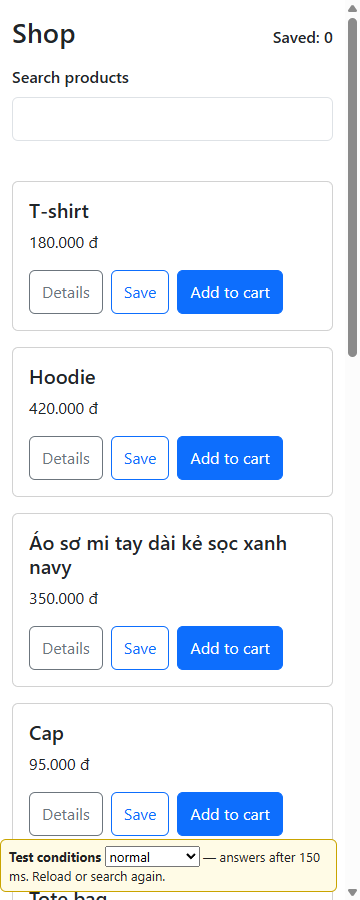 Shop
Saved: 0
Search products
T-shirt
180.000 đ
Details Save Add to cart
Hoodie
420.000 đ
Details Save Add to cart
Áo sơ mi tay dài kẻ sọc xanh
navy
350.000 đ
Details Save Add to cart
Cap
95.000 đ
Details Save Add to cart
Test conditions normal — answers after 150
ms. Reload or search again.
Tote bag